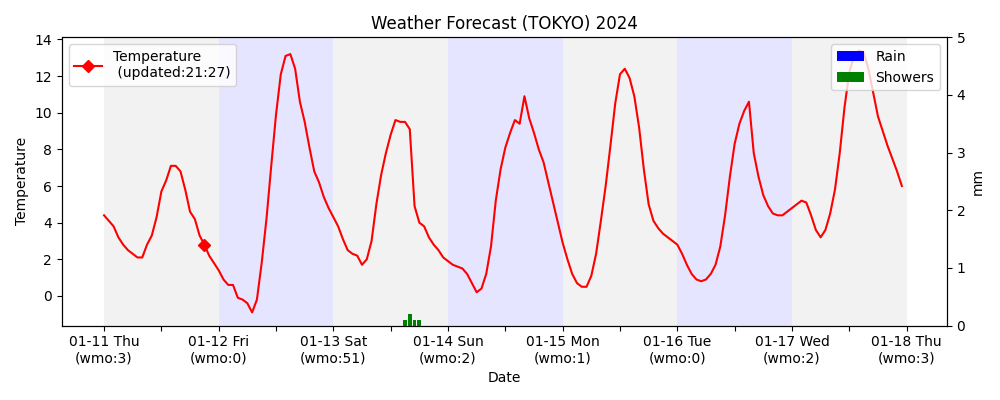 Weather Forecast (TOKYO) 2024
Temperature
(updated:21:27)
Rain
Showers
14
12
10
8
6
4
2
0
Temperature
5
4
3
2
1
0
mm
01-11 Thu
(wmo:3)
01-12 Fri
(wmo:0)
01-13 Sat
(wmo:51)
01-14 Sun
(wmo:2)
01-15 Mon
(wmo:1)
01-16 Tue
(wmo:0)
01-17 Wed
(wmo:2)
01-18 Thu
(wmo:3)
Date